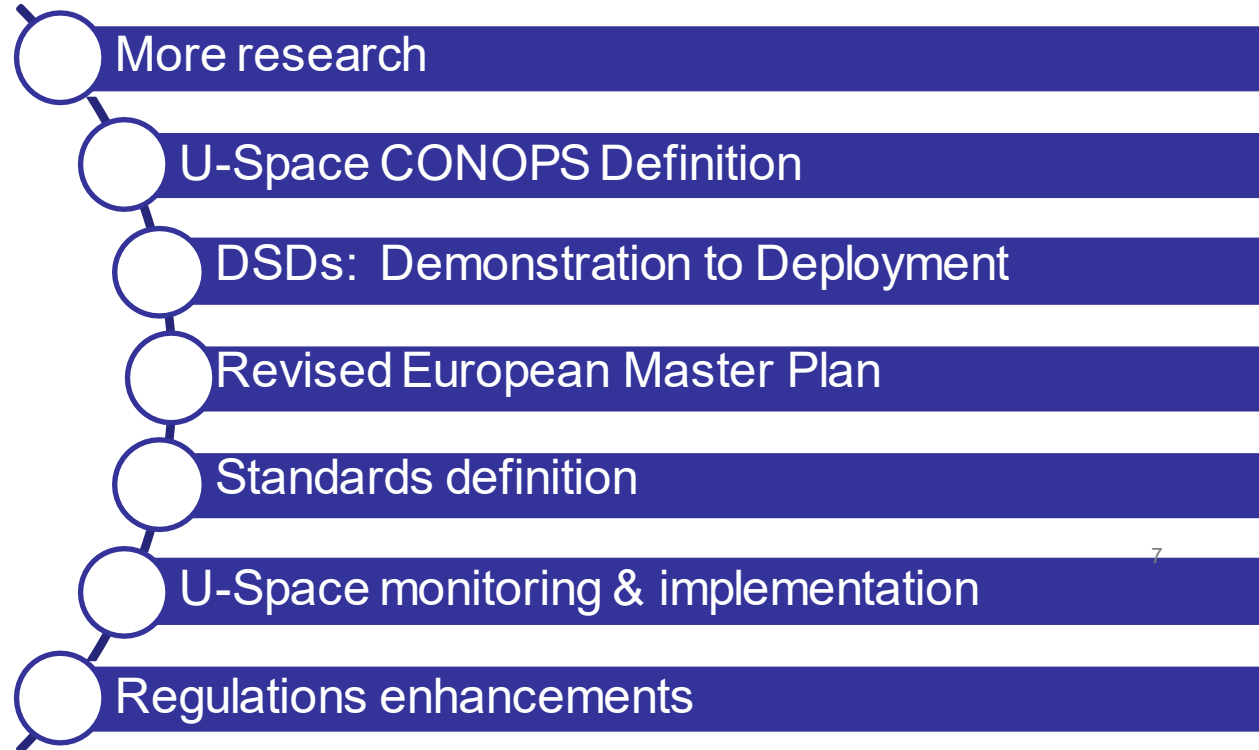 More research
U-Space CONOPS Definition
DSDs: Demonstration to Deployment
Revised European Master Plan
Standards definition
7
U-Space monitoring & implementation
Regulations enhancements